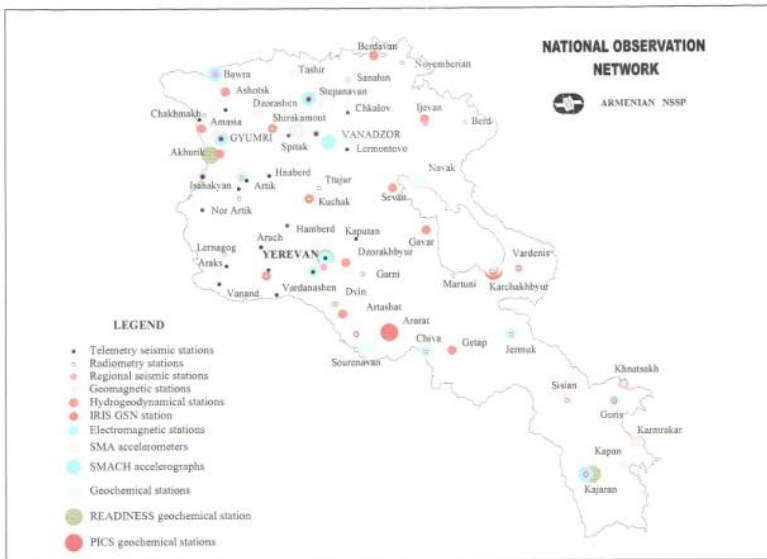 NATIONAL OBSERVATION
NETWORK
ARMENIAN NSSP
Berdavan
Noyemberian
Bawra
Tashir
Sanahin
Ashotsk
Dzorashen
Stepanavan
Chkalov
Ijevan
Berd
Chakhmakh
Amasia
Shirakamout
GYUMRI
Spitak
VANADZOR
Lermontovo
Akhurik
Navak
Isahakyan
Artik
Hnaberd
Ttujur
Kuchak
Sevan
Nor Artik
Hamberd
Kaputan
Gavar
Lernagog
Aruch
YEREVAN
Dzorakhbyur
Vardenis
Araks
Garni
Martuni
Karchakhbyur
Vanand
Vardanashen
Dvin
Artashat
Ararat
Sourenavan
Chiva
Getap
Jermuk
Khnatsakh
Sisian
Goris
Karmrakar
Kapan
Kajaran
LEGEND
Telemetry seismic stations
Radiometry stations
Regional seismic stations
Geomagnetic stations
Hydrogeodynamical stations
IRIS GSN station
Electromagnetic stations
SMA accelerometers
SMACH accelerographs
Geochemical stations
READINESS geochemical station
PICS geochemical stations